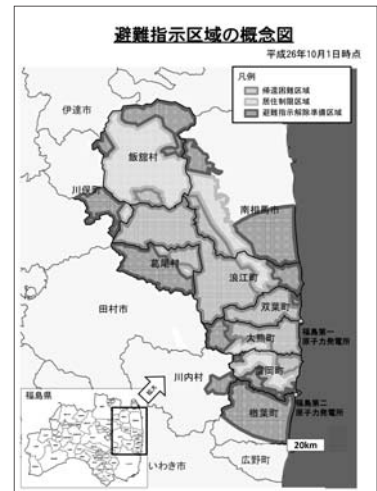 避難指示区域の概念図
平成26年10月1日時点
凡例
帰還困難区域
居住制限区域
避難指示解除準備区域
伊達市
飯舘村
川俣町
南相馬市
葛尾村
浪江町
双葉町
田村市
大熊町
福島第一
原子力発電所
富岡町
川内村
福島県
福島第二
原子力発電所
楢葉町
20km
いわき市
広野町